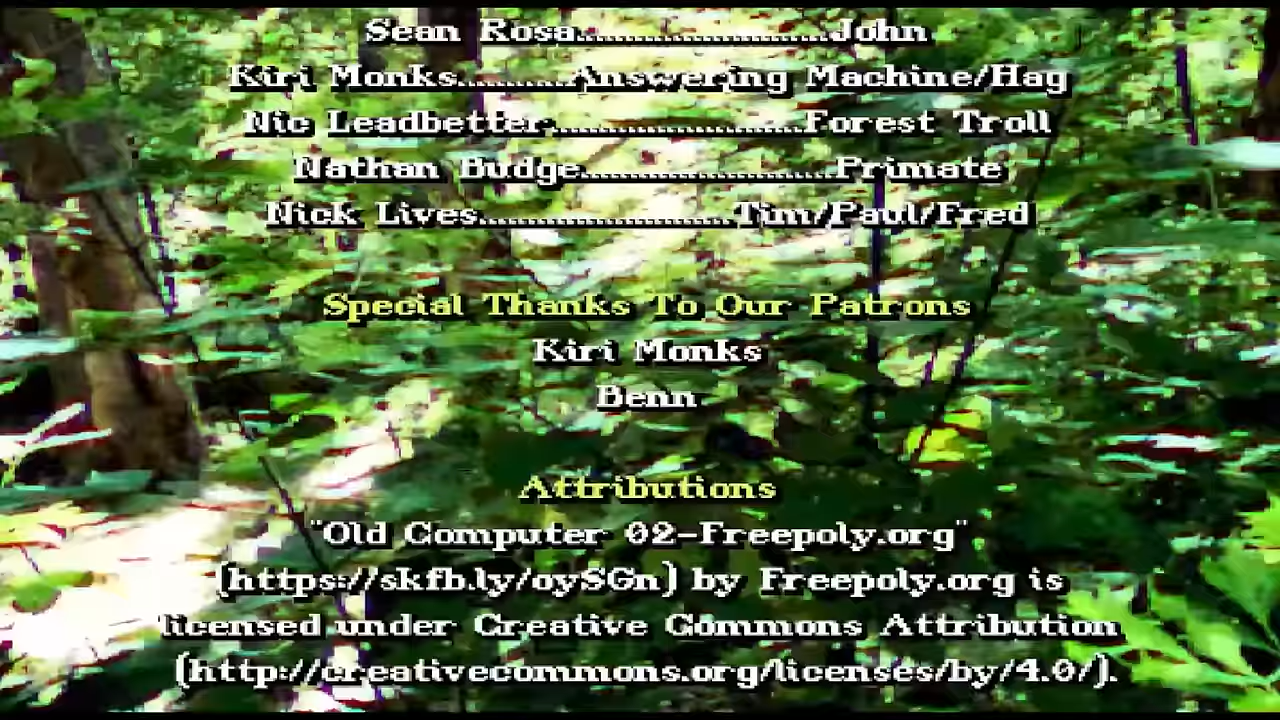 Sean Rosa.........................John
Kiri Monks...........Answering Machine/Hag
Nic Leadbetter.........................Forest Troll
Nathan Budge.........................Primate
Nick Lives.........................Tim/Paul/Fred
Special Thanks To Our Patrons
Kiri Monks
Benn
Attributions
"Old Computer 02-Freepoly.org"
(https://skfb.ly/oySGn) by Freepoly.org is
licensed under Creative Commons Attribution
(http://creativecommons.org/licenses/by/4.0/).